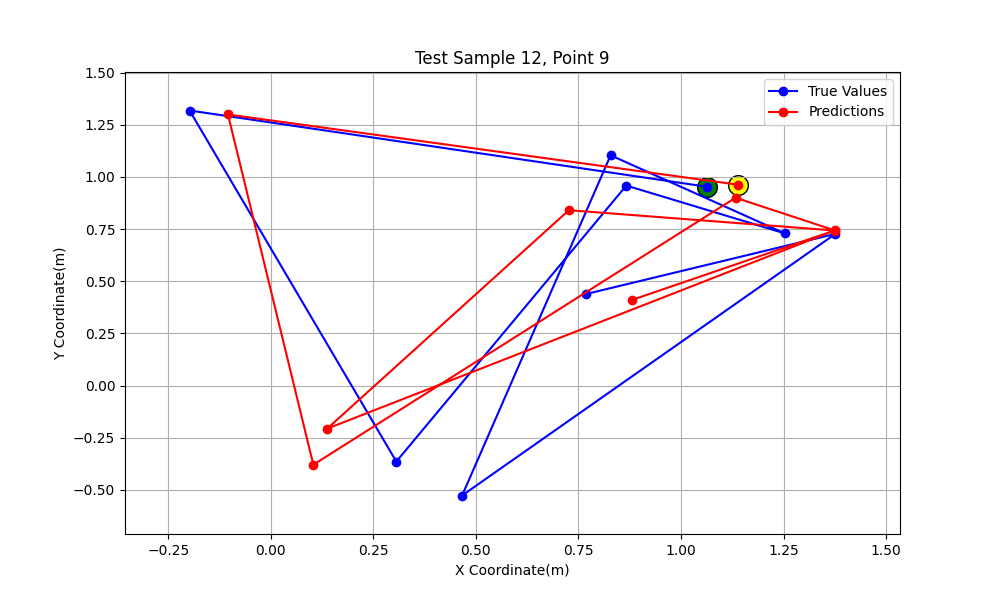 Test Sample 12, Point 9
True Values
Predictions
1.50
1.25
1.00
0.75
0.50
0.25
0.00
−0.25
−0.50
Y Coordinate(m)
−0.25 0.00 0.25 0.50 0.75 1.00 1.25 1.50
X Coordinate(m)